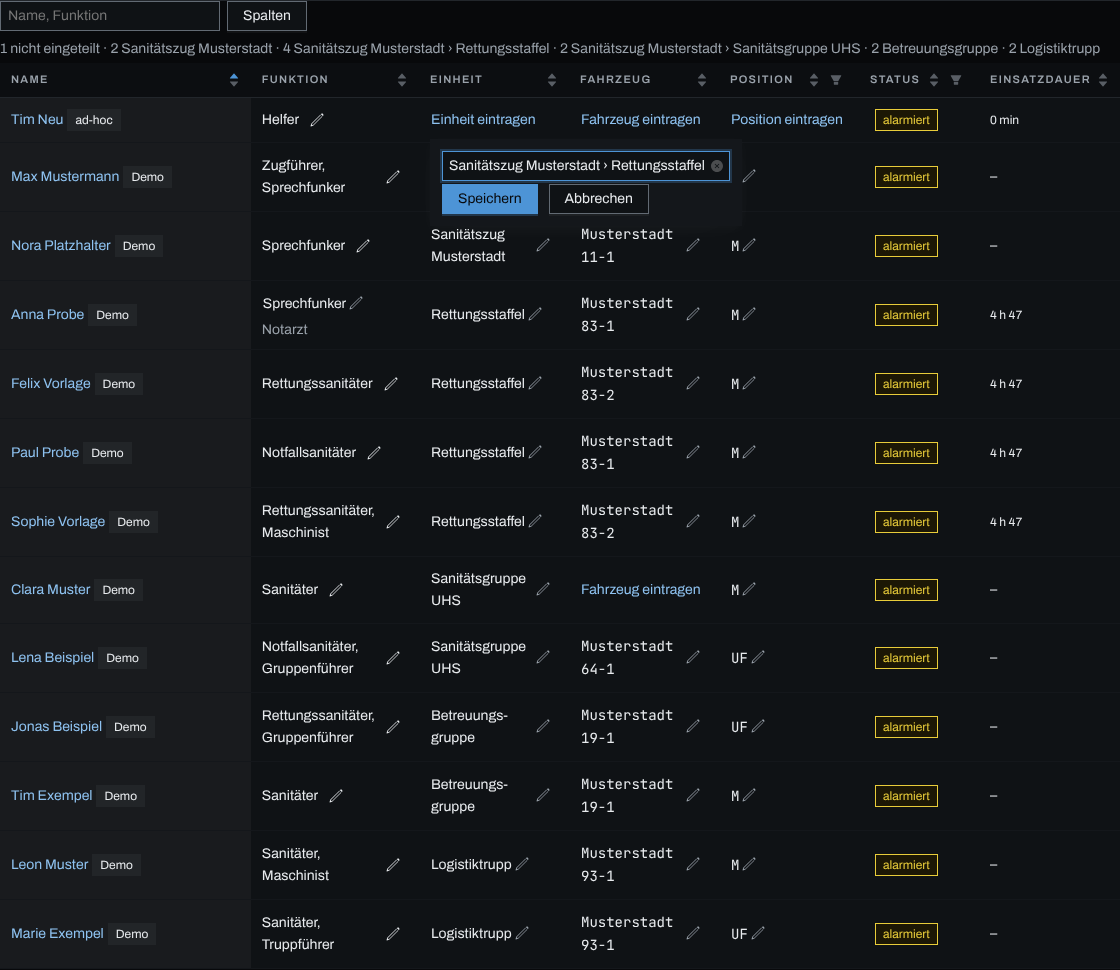 Name, Funktion
Spalten
1 nicht eingeteilt · 2 Sanitätszug Musterstadt · 4 Sanitätszug Musterstadt › Rettungsstaffel · 2 Sanitätszug Musterstadt › Sanitätsgruppe UHS · 2 Betreuungsgruppe · 2 Logistiktrupp
NAME FUNKTION EINHEIT FAHRZEUG POSITION STATUS EINSATZDAUER
Tim Neu ad-hoc Helfer Einheit eintragen Fahrzeug eintragen Position eintragen alarmiert 0 min
Max Mustermann Demo Zugführer, Sanitätszug Musterstadt › Rettungsstaffel alarmiert –
Sprechfunker
Speichern Abbrechen
Nora Platzhalter Demo Sprechfunker Sanitätszug Musterstadt M alarmiert –
Musterstadt 11-1
Anna Probe Demo Sprechfunker Rettungsstaffel Musterstadt M alarmiert 4 h 47
Notarzt 83-1
Felix Vorlage Demo Rettungssanitäter Rettungsstaffel Musterstadt M alarmiert 4 h 47
83-2
Paul Probe Demo Notfallsanitäter Rettungsstaffel Musterstadt M alarmiert 4 h 47
83-1
Sophie Vorlage Demo Rettungssanitäter, Rettungsstaffel Musterstadt M alarmiert 4 h 47
Maschinist 83-2
Clara Muster Demo Sanitäter Sanitätsgruppe Fahrzeug eintragen M alarmiert –
UHS
Lena Beispiel Demo Notfallsanitäter, Sanitätsgruppe Musterstadt UF alarmiert –
Gruppenführer UHS 64-1
Jonas Beispiel Demo Rettungssanitäter, Betreuungs- Musterstadt UF alarmiert –
Gruppenführer gruppe 19-1
Tim Exempel Demo Sanitäter Betreuungs- Musterstadt M alarmiert –
gruppe 19-1
Leon Muster Demo Sanitäter, Logistiktrupp Musterstadt M alarmiert –
Maschinist 93-1
Marie Exempel Demo Sanitäter, Logistiktrupp Musterstadt UF alarmiert –
Truppführer 93-1